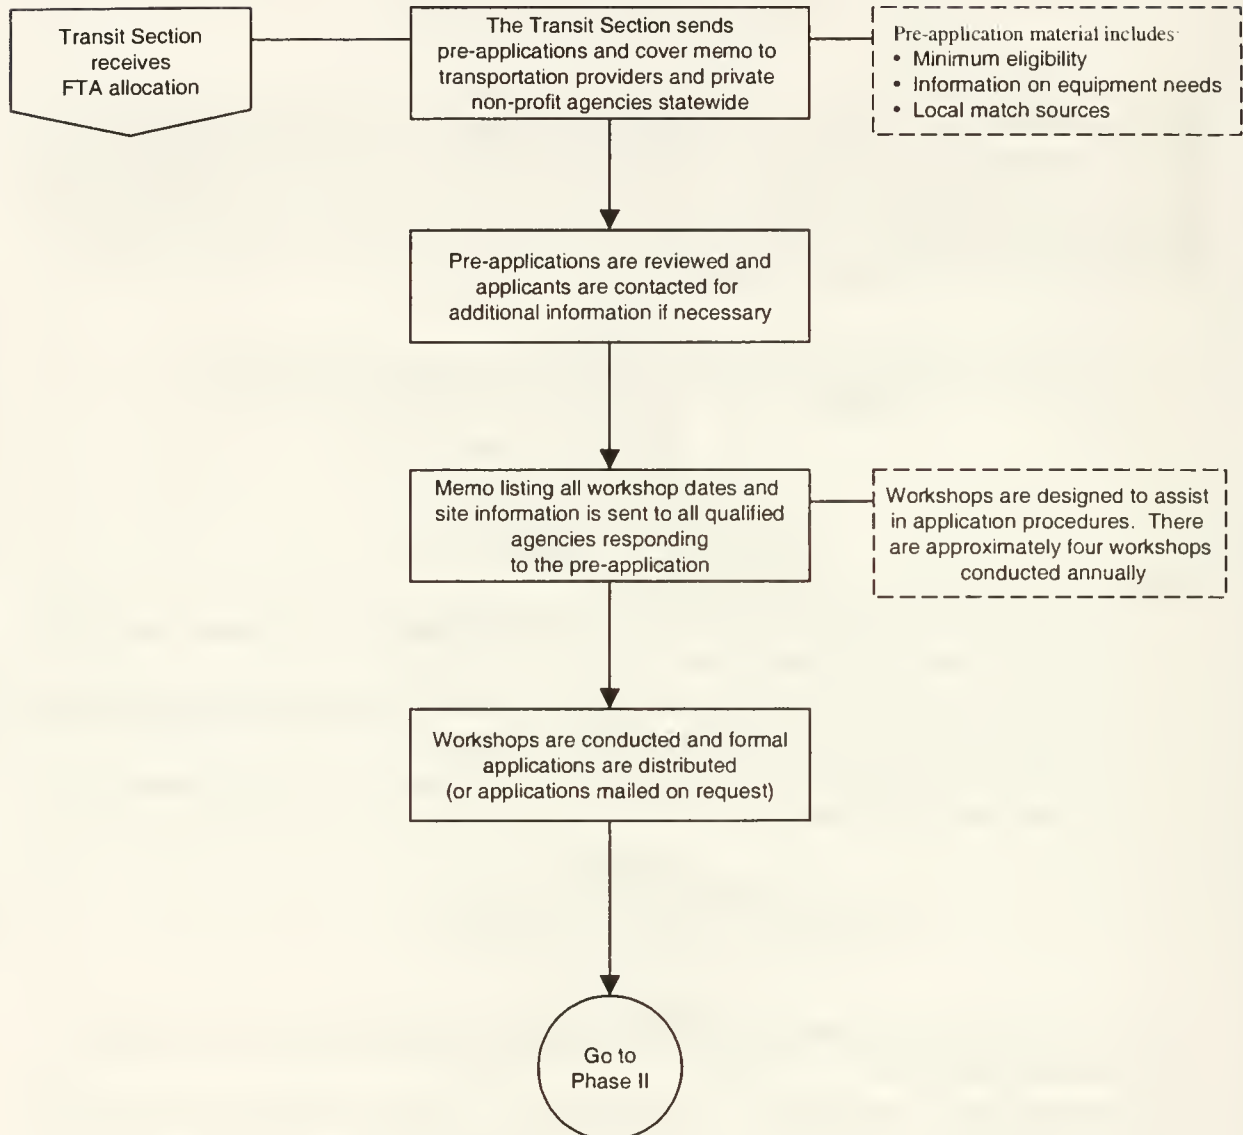 Transit Section
receives
FTA allocation
The Transit Section sends
pre-applications and cover memo to
transportation providers and private
non-profit agencies statewide
Pre-application material includes
• Minimum eligibility
• Information on equipment needs
• Local match sources
Pre-applications are reviewed and
applicants are contacted for
additional information if necessary
Memo listing all workshop dates and
site information is sent to all qualified
agencies responding
to the pre-application
Workshops are designed to assist
in application procedures. There
are approximately four workshops
conducted annually
Workshops are conducted and formal
applications are distributed
(or applications mailed on request)
Go to
Phase II